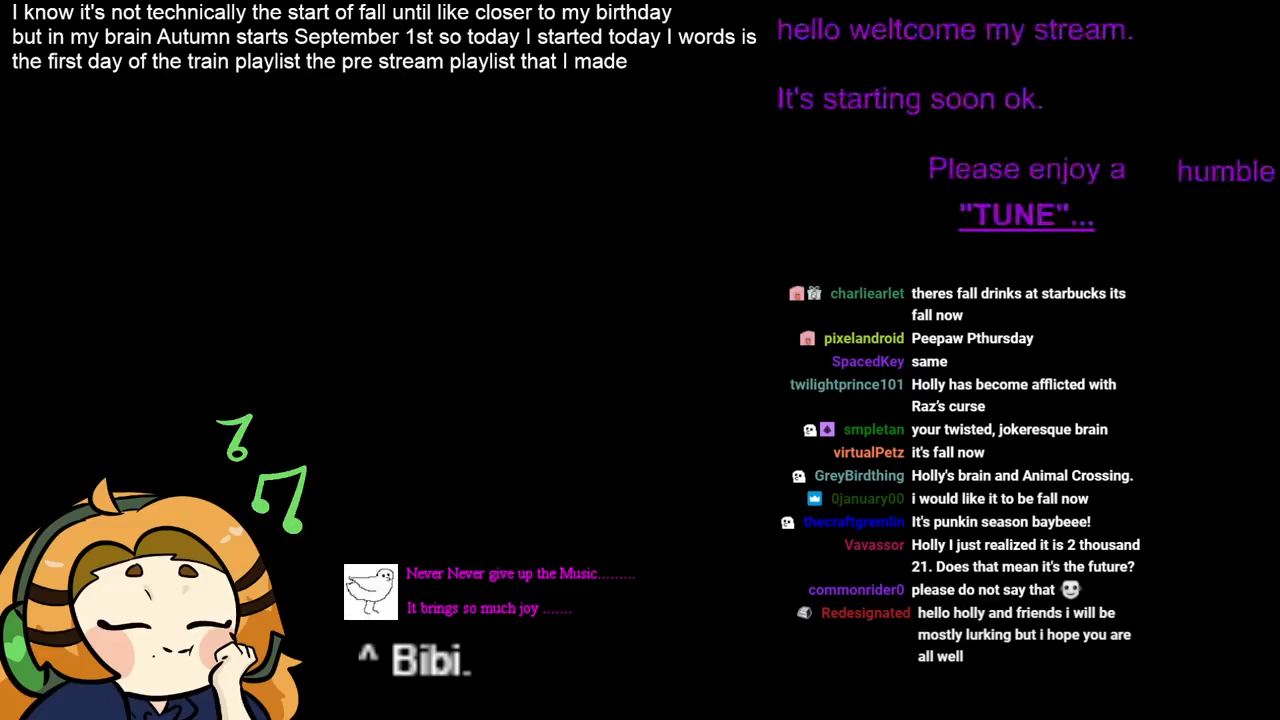 I know it's not technically the start of fall until like closer to my birthday
but in my brain Autumn starts September 1st so today I started today I words is
the first day of the train playlist the pre stream playlist that I made
hello weltcome my stream.
It's starting soon ok.
Please enjoy a humble
"TUNE"...
charliearlet theres fall drinks at starbucks its
fall now
pixelandroid Peepaw Pthursday
SpacedKey same
twilightprince101 Holly has become afflicted with
Raz's curse
smpletan your twisted, jokeresque brain
virtualPetz it's fall now
GreyBirdthing Holly's brain and Animal Crossing.
0january00 i would like it to be fall now
thecraftgremlin It's punkin season baybeee!
Vavassor Holly I just realized it is 2 thousand
21. Does that mean it's the future?
commonrider0 please do not say that
Redesignated hello holly and friends i will be
mostly lurking but i hope you are
all well
Never Never give up the Music.........
It brings so much joy .......
^ Bibi.